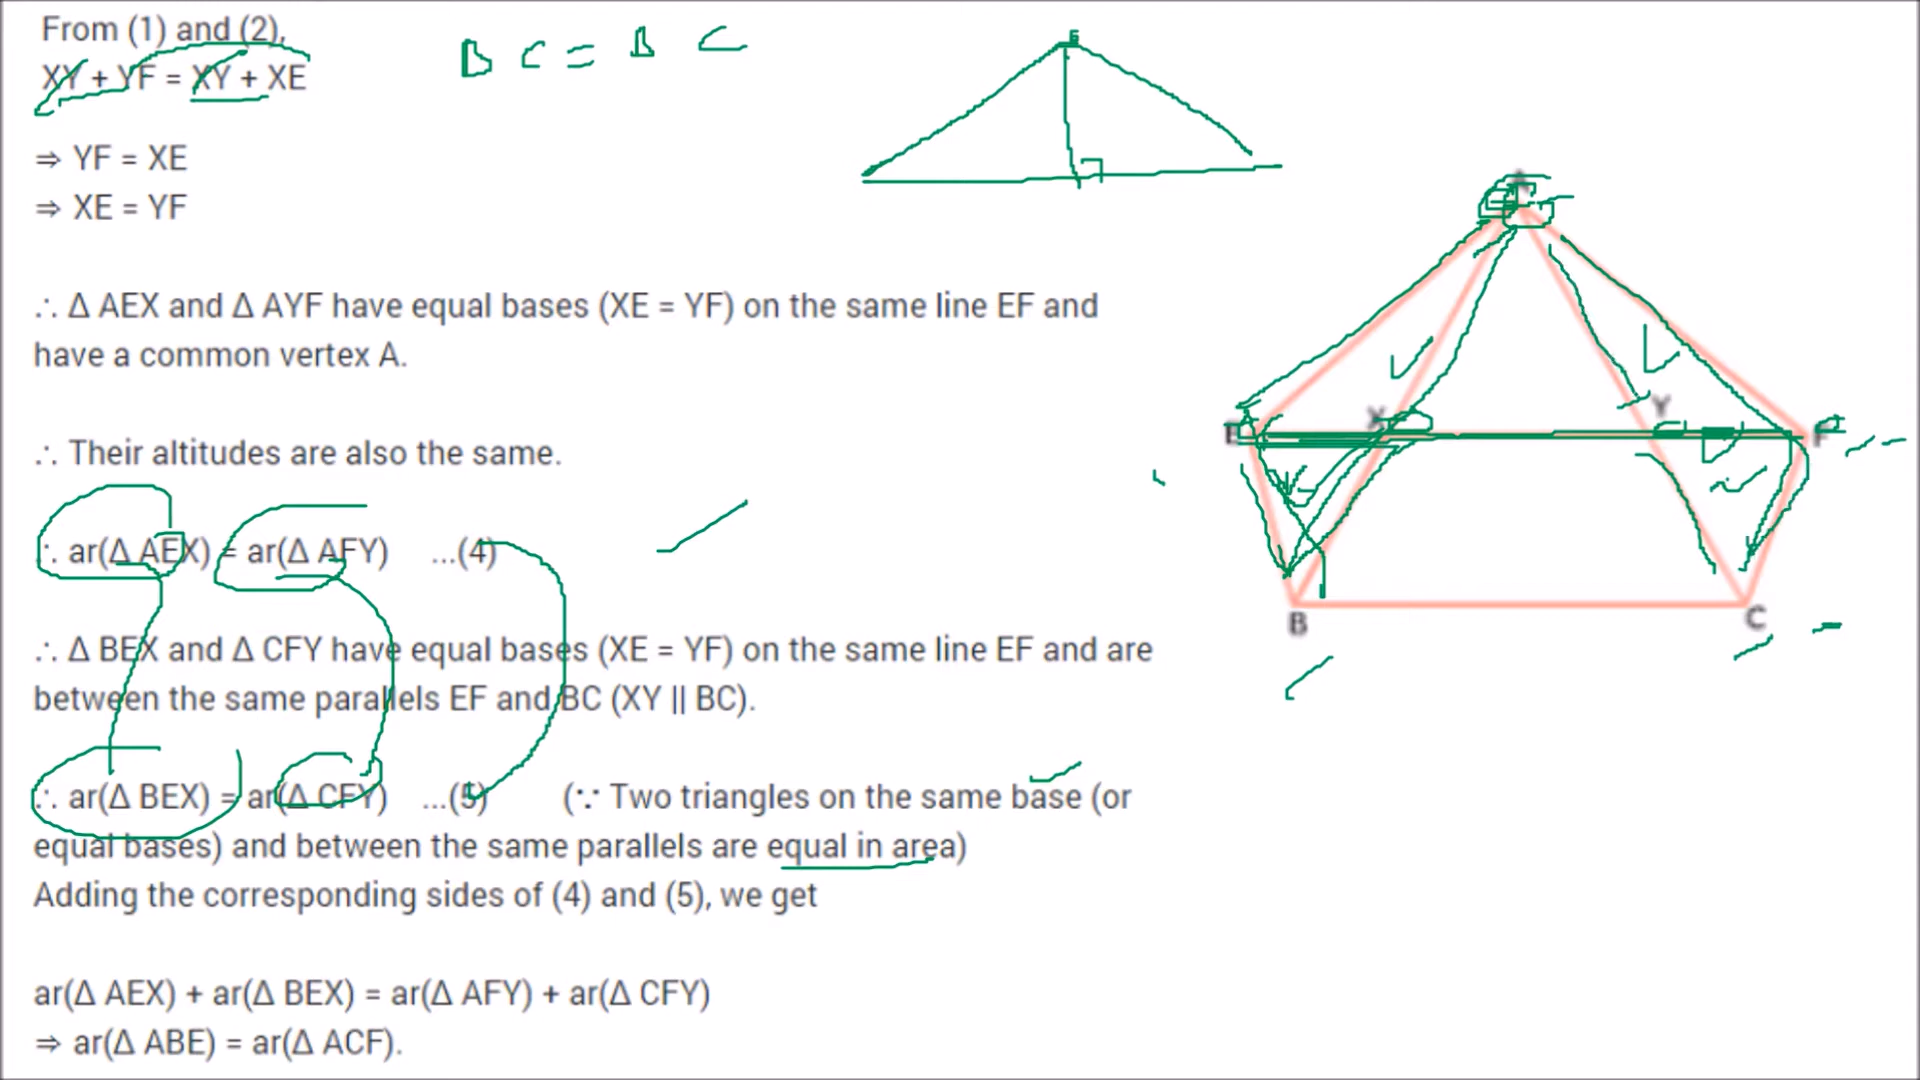 From (1) and (2),
XY + YF = XY + XE
BC = BC
⇒ YF = XE
⇒ XE = YF
∴ Δ AEX and Δ AYF have equal bases (XE = YF) on the same line EF and
have a common vertex A.
∴ Their altitudes are also the same.
∴ ar(Δ AEX) = ar(Δ AFY) ...(4)
∴ Δ BEX and Δ CFY have equal bases (XE = YF) on the same line EF and are
between the same parallels EF and BC (XY || BC).
∴ ar(Δ BEX) = ar(Δ CFY) ...(5) (∵ Two triangles on the same base (or
equal bases) and between the same parallels are equal in area)
Adding the corresponding sides of (4) and (5), we get
ar(Δ AEX) + ar(Δ BEX) = ar(Δ AFY) + ar(Δ CFY)
⇒ ar(Δ ABE) = ar(Δ ACF).
A
E X Y F
B C